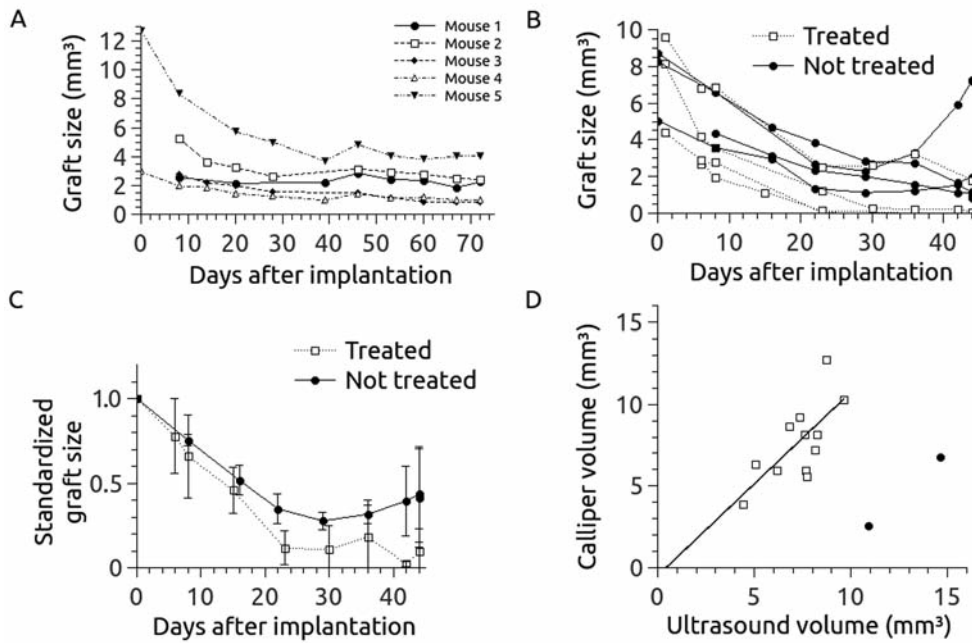 A
Graft size (mm³)
12
10
8
6
4
2
0
0 10 20 30 40 50 60 70
Days after implantation
Mouse 1
Mouse 2
Mouse 3
Mouse 4
Mouse 5
B
Graft size (mm³)
10
8
6
4
2
0
0 10 20 30 40
Days after implantation
Treated
Not treated
C
Standardized
graft size
1.0
0.5
0
0 10 20 30 40
Days after implantation
Treated
Not treated
D
Calliper volume (mm³)
15
10
5
0
0 5 10 15
Ultrasound volume (mm³)